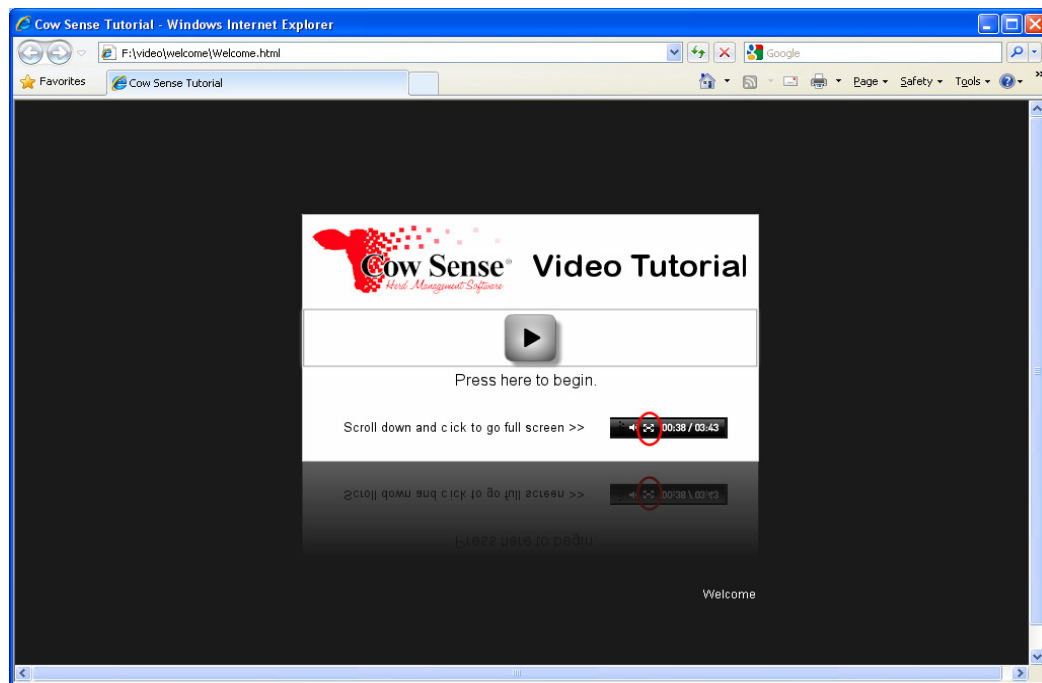 Cow Sense Tutorial - Windows Internet Explorer
F:\video\welcome\Welcome.html
Google
Favorites
Cow Sense Tutorial
Page
Safety
Tools
»
Cow Sense® Video Tutorial
Herd Management Software
Press here to begin.
Scroll down and c ick to go full screen >>
00:38 / 03:43
Scroll down and c ick to go full screen >>
00:38 / 03:43
Press here to begin.
Welcome